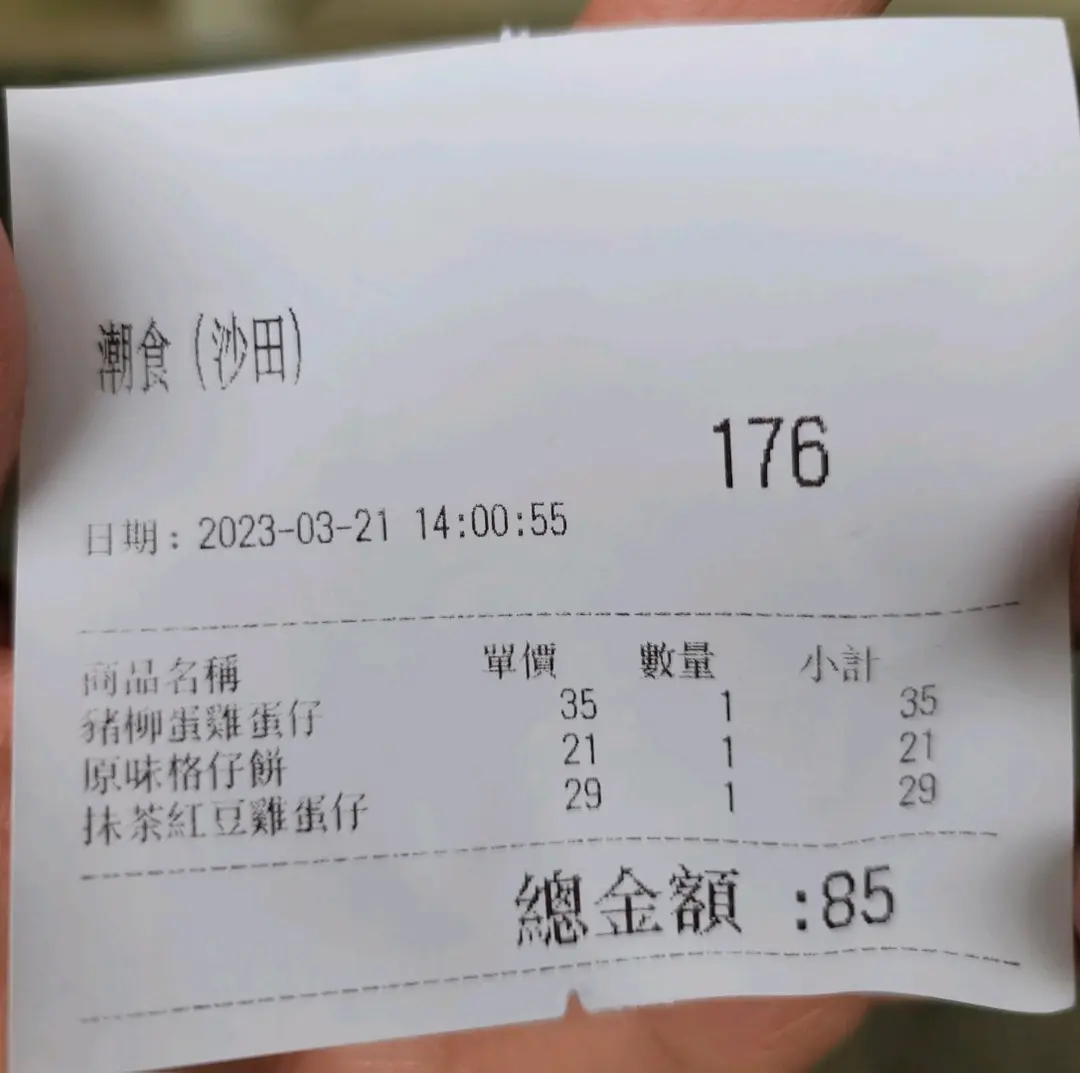 潮食 (沙田)
176
日期: 2023-03-21 14:00:55
商品名稱 單價 數量 小計
豬柳蛋雞蛋仔 35 1 35
原味格仔餅 21 1 21
抹茶紅豆雞蛋仔 29 1 29
總金額 :85